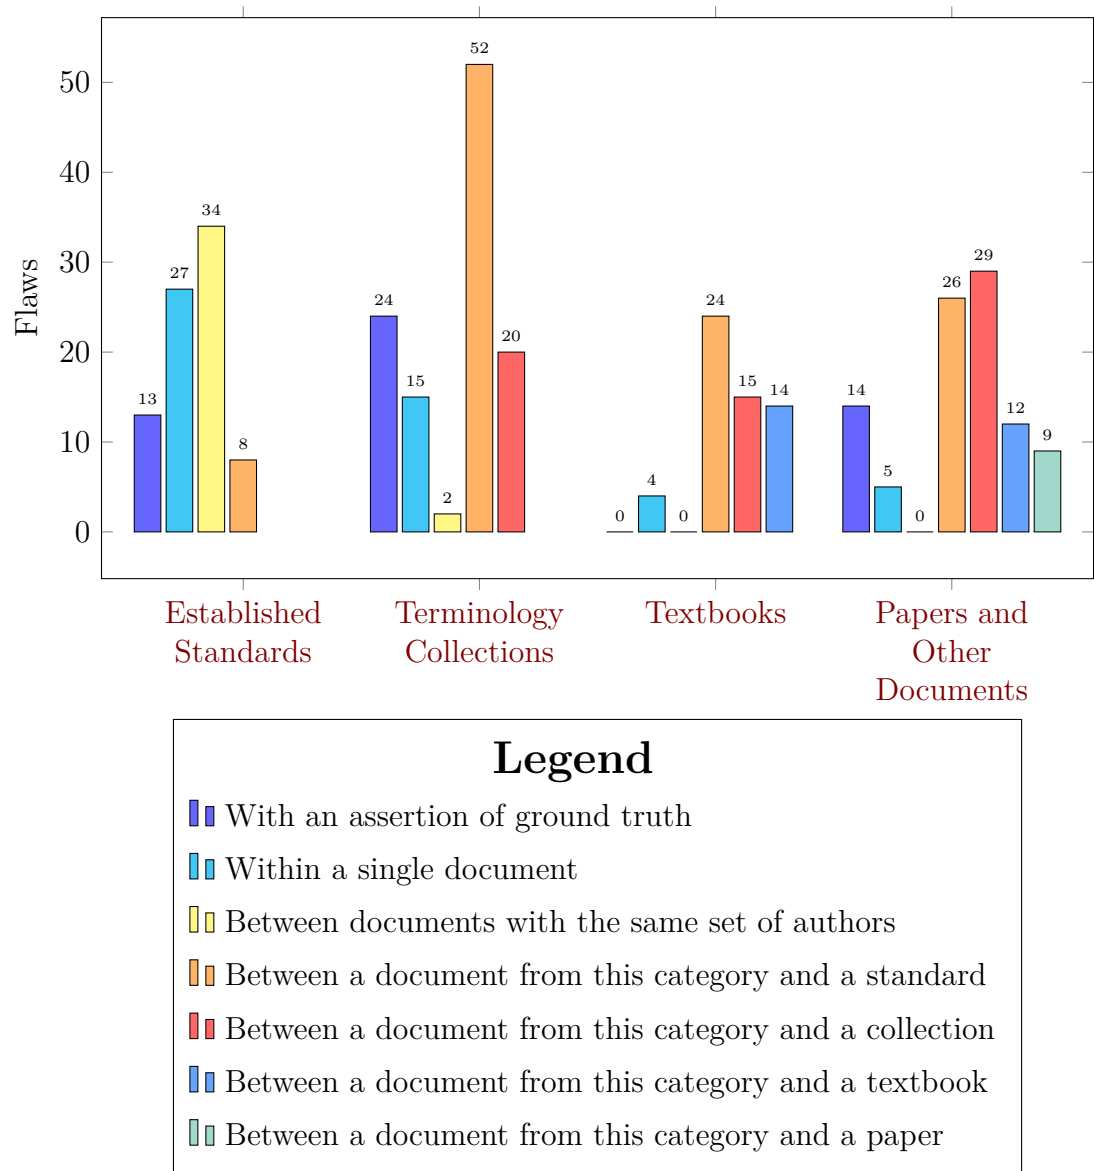 52
50
40
34
30
29
27
26
24
24
20
20
15
15
14
14
13
12
10
9
8
5
4
2
0
0
0
0
Flaws
Established
Standards
Terminology
Collections
Textbooks
Papers and
Other
Documents
Legend
With an assertion of ground truth
Within a single document
Between documents with the same set of authors
Between a document from this category and a standard
Between a document from this category and a collection
Between a document from this category and a textbook
Between a document from this category and a paper